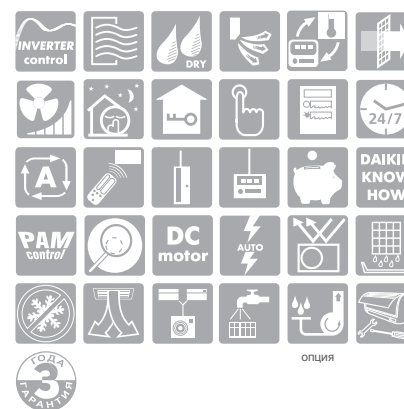 INVERTER
control
DRY
24/7
A
DAIKIN
KNOW
HOW
PAM
control
DC
motor
AUTO
опция
3
ГОДА
ГАРАНТИЯ